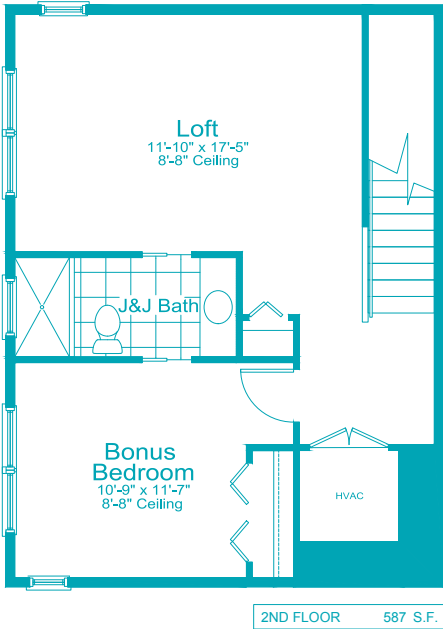 Loft
11'-10" x 17'-5"
8'-8" Ceiling
J&J Bath
Bonus
Bedroom
10'-9" x 11'-7"
8'-8" Ceiling
HVAC
2ND FLOOR 587 S.F.